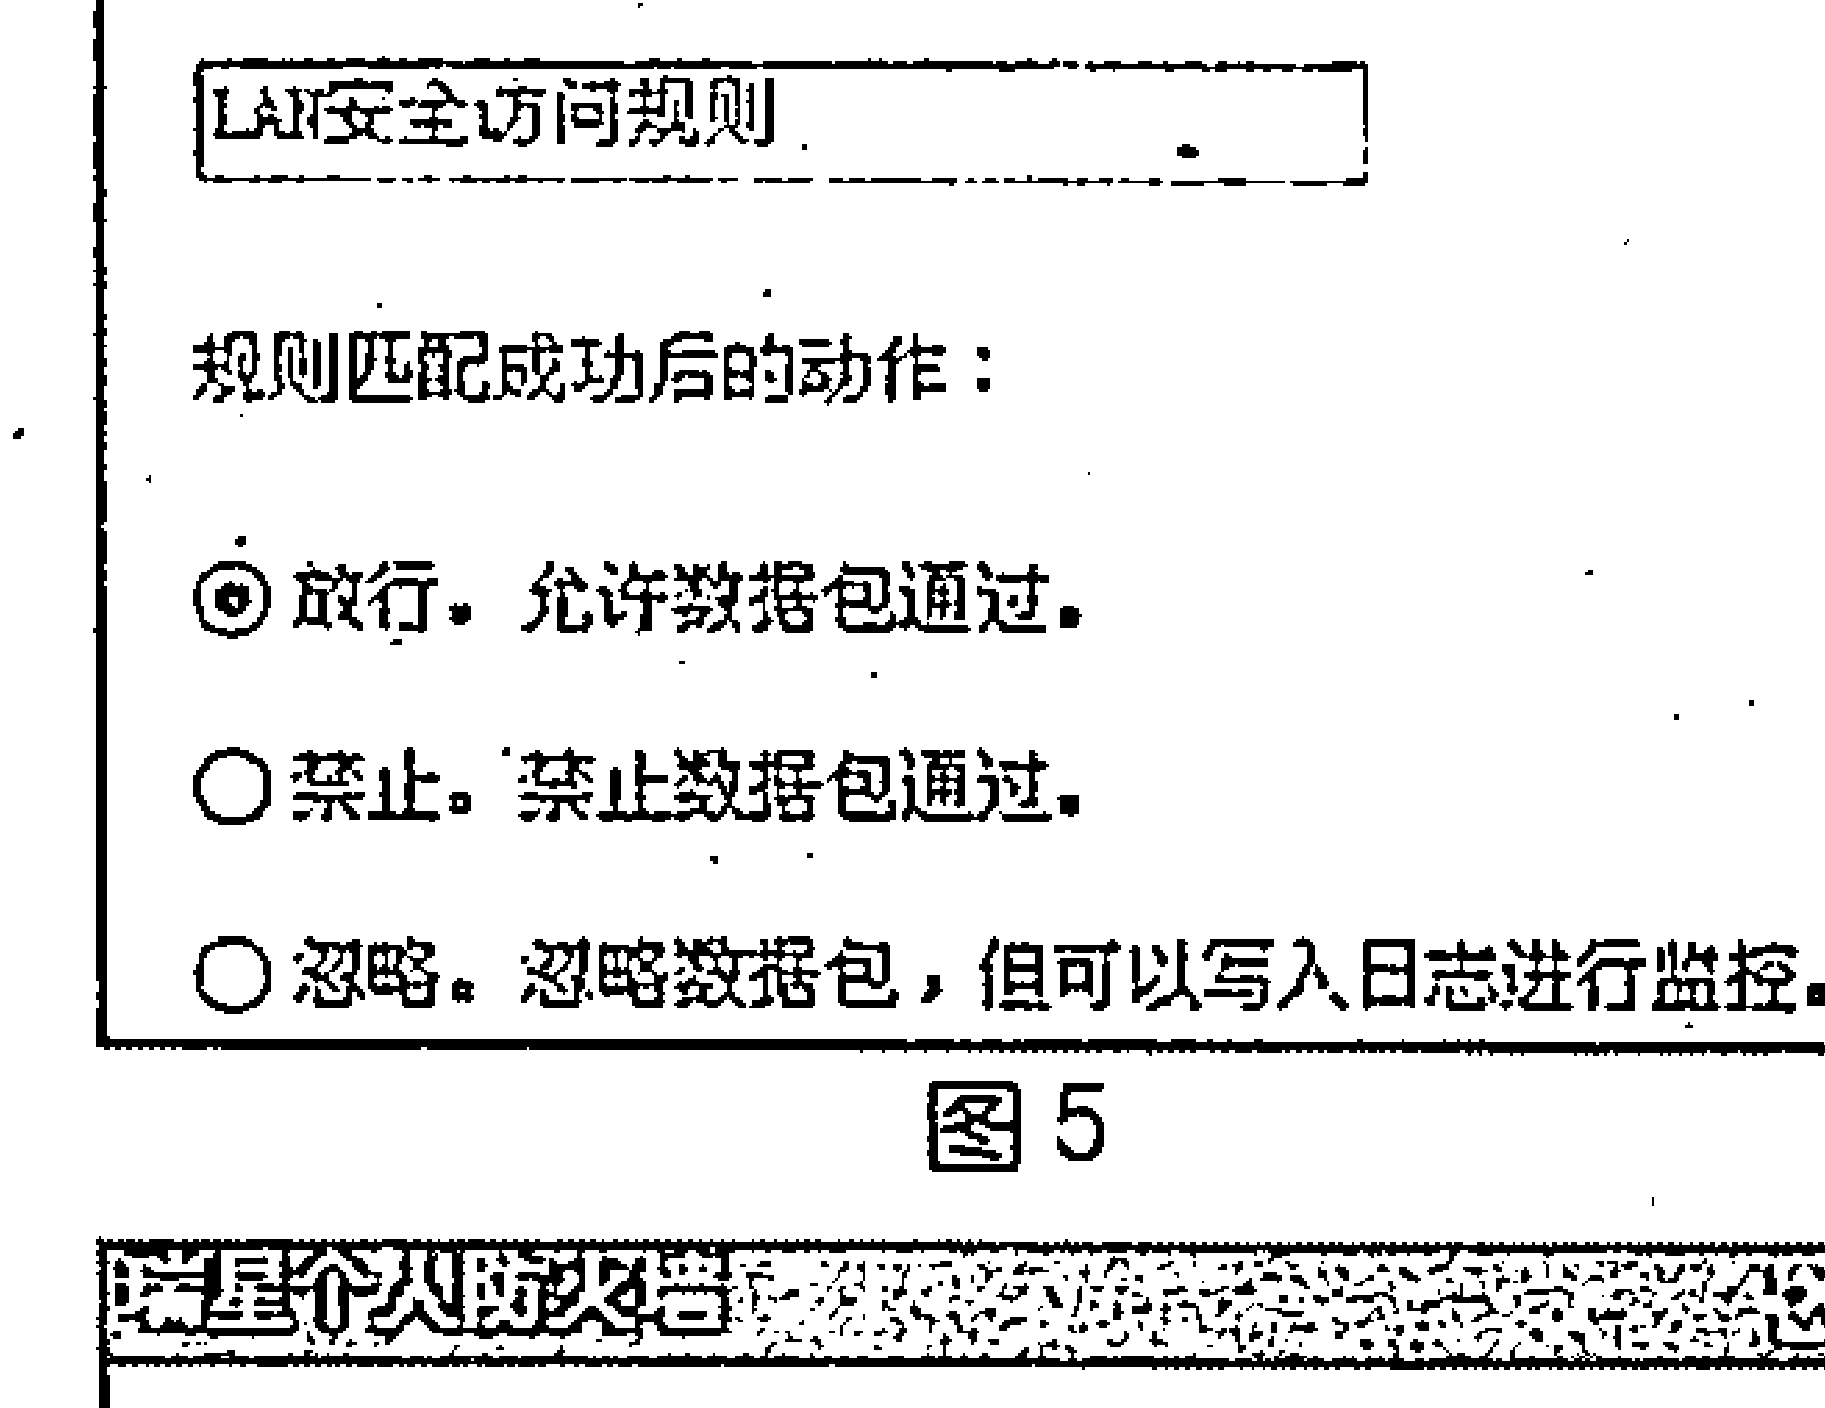 LAN安全访问规则
规则匹配成功后的动作：
放行。允许数据包通过。
禁止。禁止数据包通过。
忽略。忽略数据包，但可以写入日志进行监控。
图 5
瑞星个人防火墙